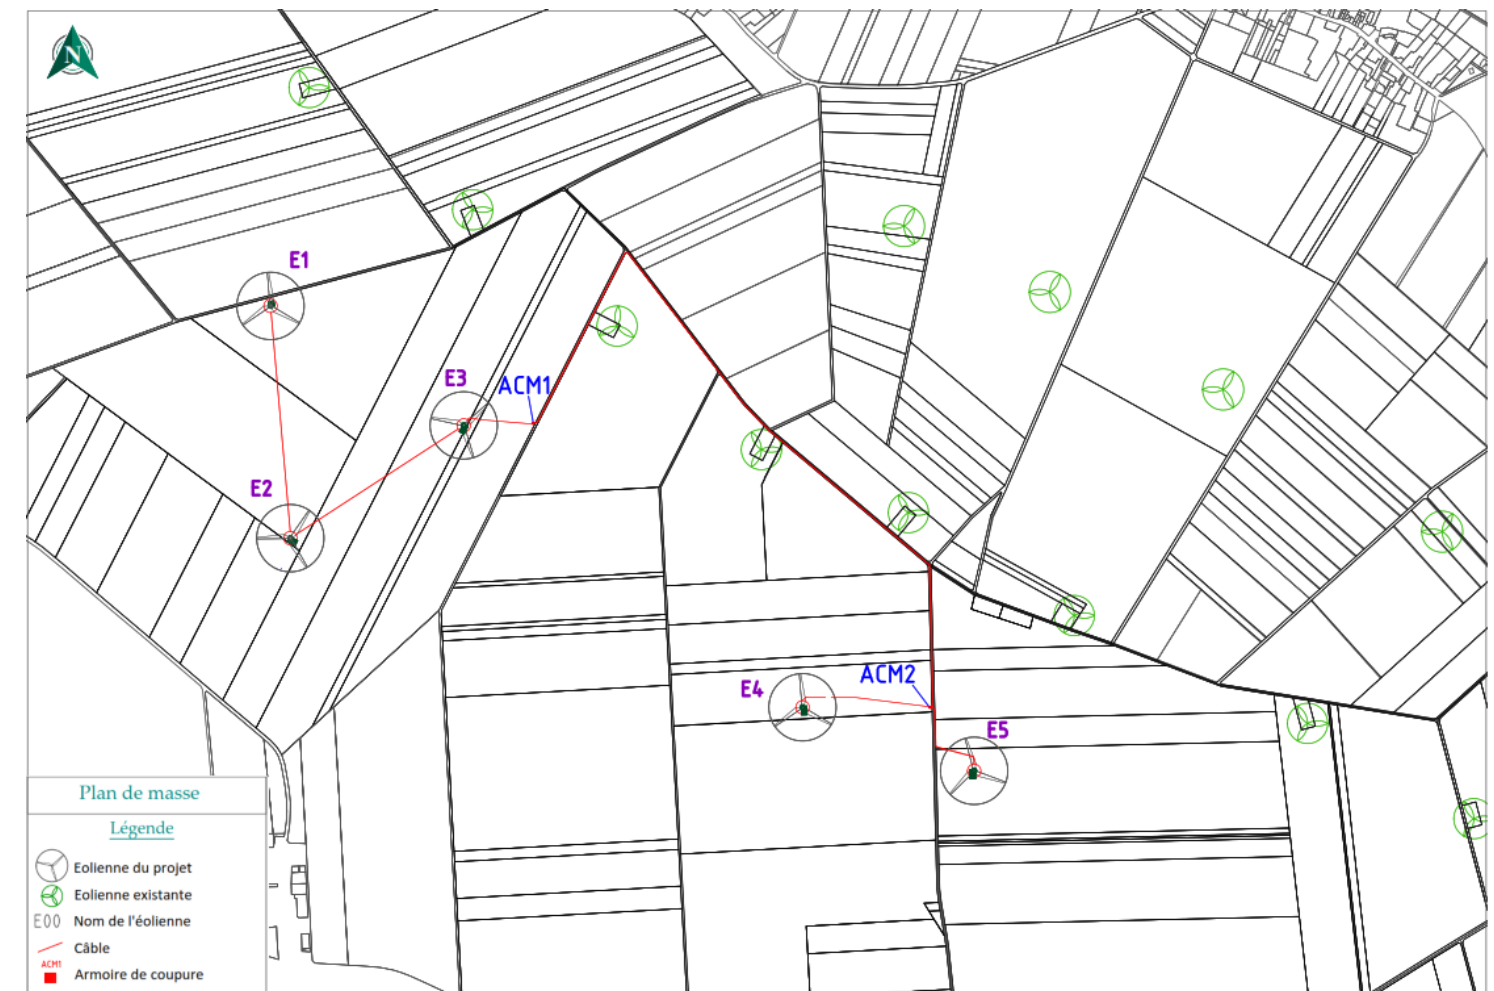 N
E1
E3
ACM1
E2
ACM2
E4
E5
Plan de masse
Légende
Eolienne du projet
Eolienne existante
E00 Nom de l'éolienne
Câble
ACM1
Armoire de coupure